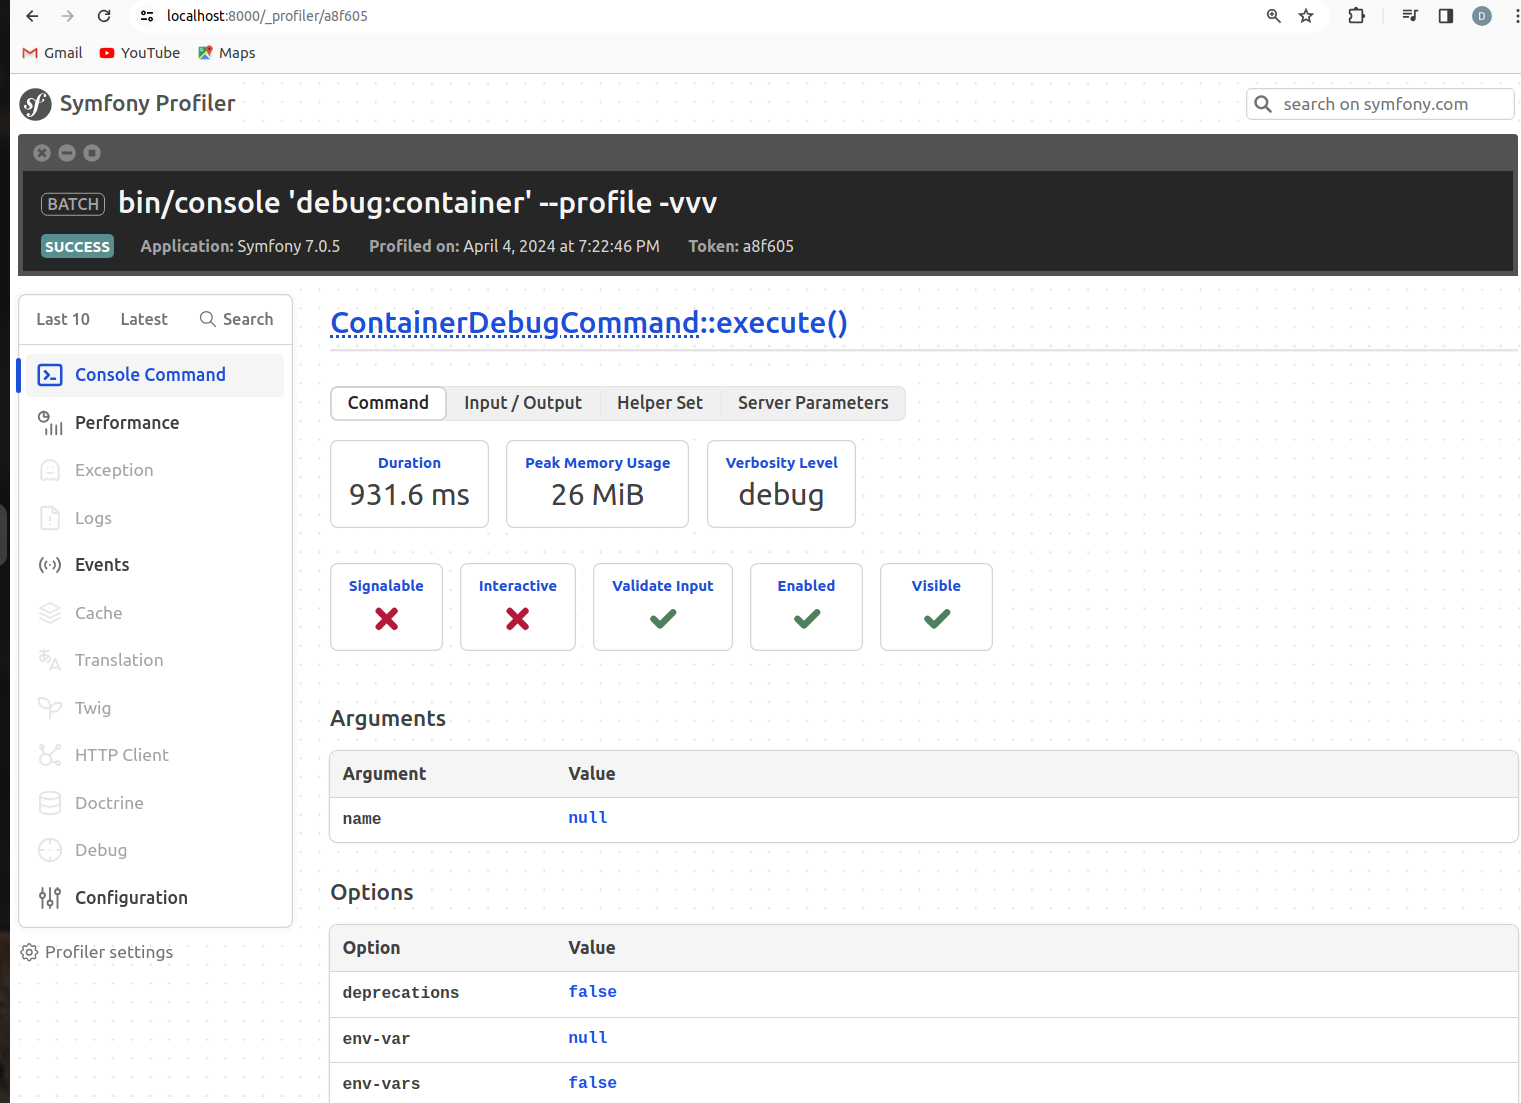 localhost:8000/_profiler/a8f605
D
Gmail YouTube Maps
sf Symfony Profiler
search on symfony.com
BATCH bin/console 'debug:container' --profile -vvv
SUCCESS Application: Symfony 7.0.5 Profiled on: April 4, 2024 at 7:22:46 PM Token: a8f605
Last 10 Latest Search
Console Command
Performance
Exception
Logs
Events
Cache
Translation
Twig
HTTP Client
Doctrine
Debug
Configuration
Profiler settings
ContainerDebugCommand::execute()
Command Input / Output Helper Set Server Parameters
Duration
931.6 ms
Peak Memory Usage
26 MiB
Verbosity Level
debug
Signalable
Interactive
Validate Input
Enabled
Visible
Arguments
Argument Value
name null
Options
Option Value
deprecations false
env-var null
env-vars false